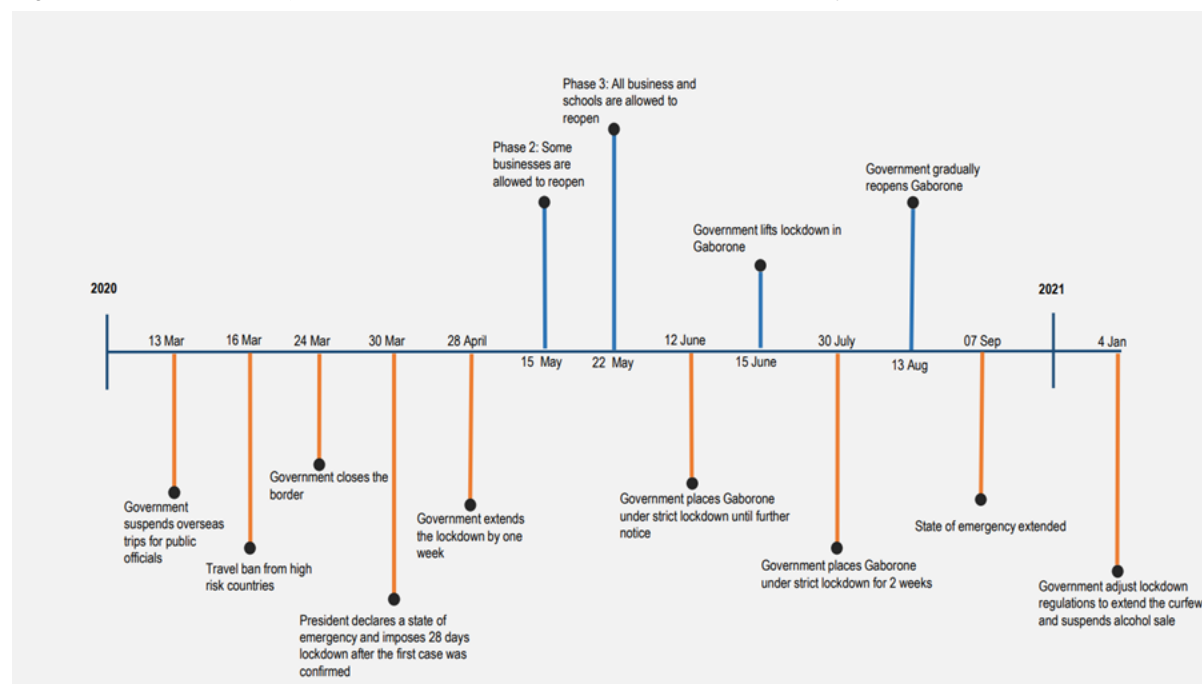 Phase 3: All business and
schools are allowed to
reopen
Phase 2: Some
businesses are
allowed to reopen
Government gradually
reopens Gaborone
Government lifts lockdown in
Gaborone
2020
2021
13 Mar
16 Mar
24 Mar
30 Mar
28 April
15 May
22 May
12 June
15 June
30 July
13 Aug
07 Sep
4 Jan
Government
suspends overseas
trips for public
officials
Travel ban from high
risk countries
Government closes the
border
President declares a state of
emergency and imposes 28 days
lockdown after the first case was
confirmed
Government extends
the lockdown by one
week
Government places Gaborone
under strict lockdown until further
notice
Government places Gaborone
under strict lockdown for 2 weeks
State of emergency extended
Government adjust lockdown
regulations to extend the curfew
and suspends alcohol sale